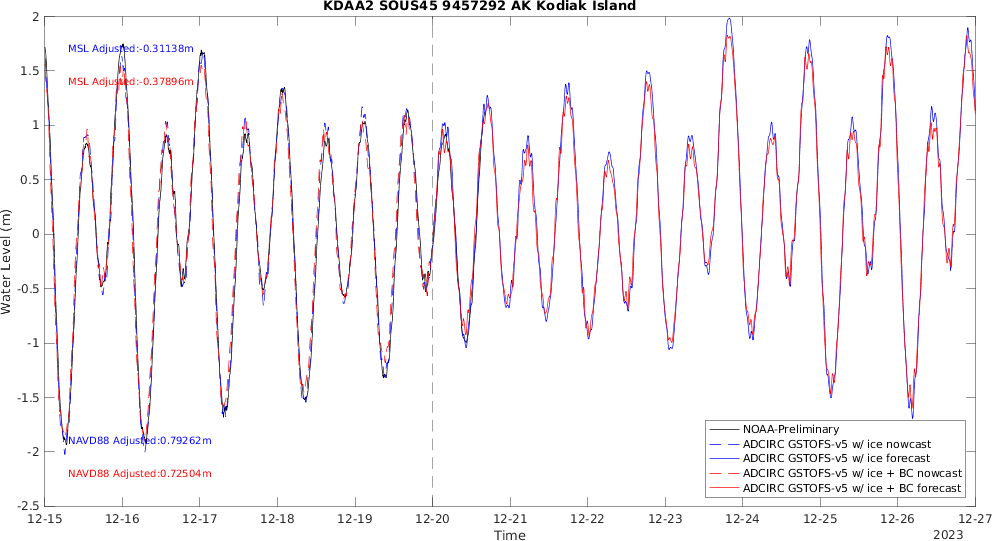 KDAA2 SOUS45 9457292 AK Kodiak Island
Water Level (m)
2
1.5
1
0.5
0
-0.5
-1
-1.5
-2
-2.5
MSL Adjusted:-0.31138m
MSL Adjusted:-0.37896m
NAVD88 Adjusted:0.79262m
NAVD88 Adjusted:0.72504m
NOAA-Preliminary
ADCIRC GSTOFS-v5 w/ ice nowcast
ADCIRC GSTOFS-v5 w/ ice forecast
ADCIRC GSTOFS-v5 w/ ice + BC nowcast
ADCIRC GSTOFS-v5 w/ ice + BC forecast
12-15 12-16 12-17 12-18 12-19 12-20 12-21 12-22 12-23 12-24 12-25 12-26 12-27
Time
2023